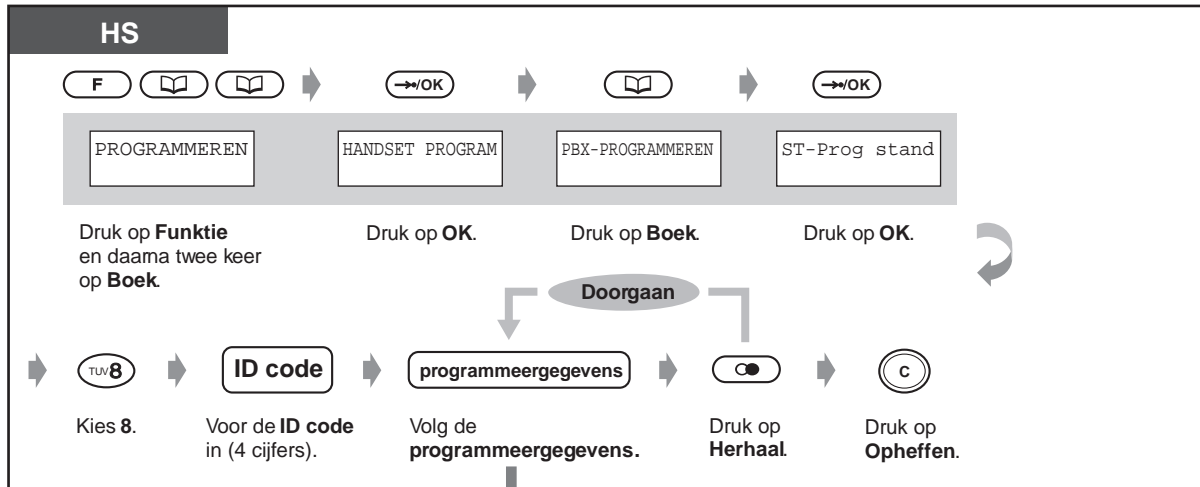 HS
F
→•/OK
→•/OK
PROGRAMMEREN
HANDSET PROGRAM
PBX-PROGRAMMEREN
ST-Prog stand
Druk op Funktie
en daarna twee keer
op Boek.
Druk op OK.
Druk op Boek.
Druk op OK.
Doorgaan
TUV8
ID code
programmeergegevens
C
Kies 8.
Voor de ID code
in (4 cijfers).
Volg de
programmeergegevens.
Druk op
Herhaal.
Druk op
Opheffen.